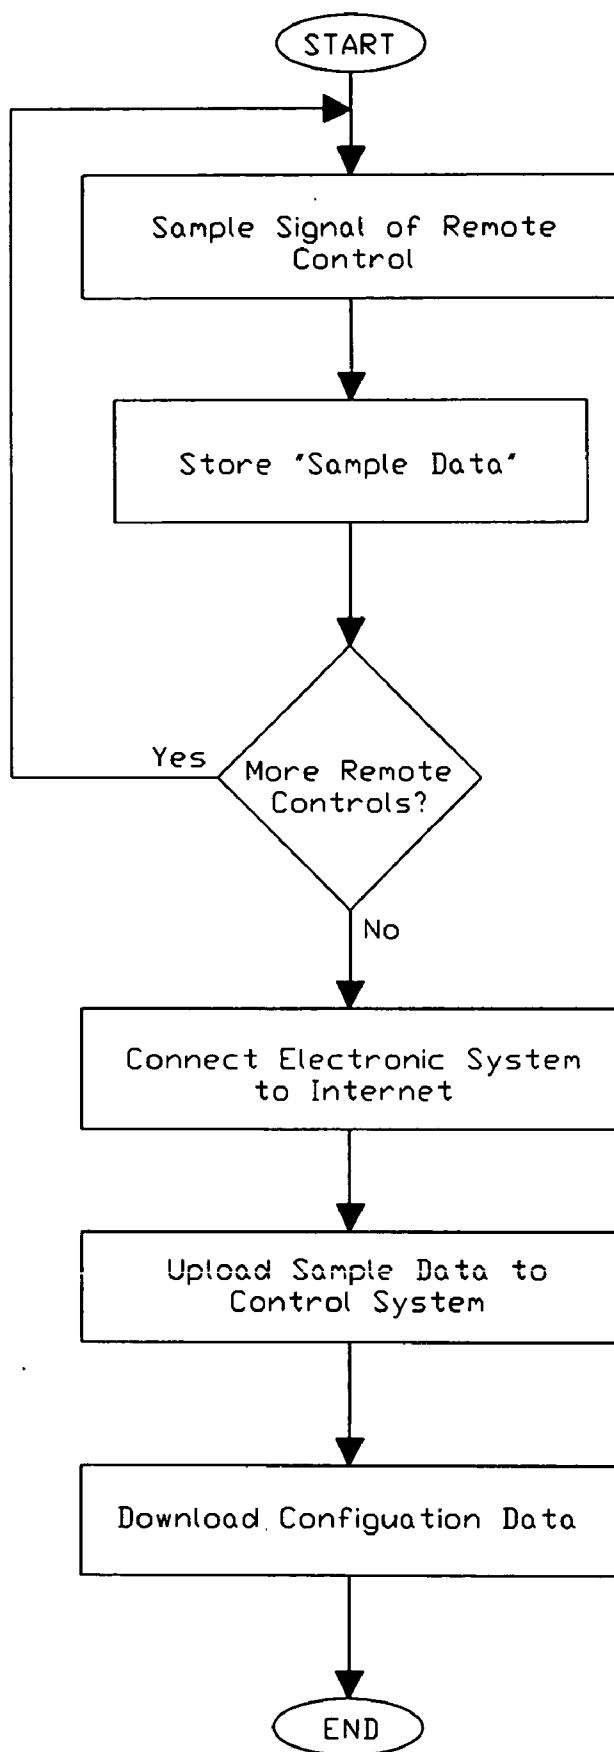 START
Sample Signal of Remote
Control
Store "Sample Data"
Yes
More Remote
Controls?
No
Connect Electronic System
to Internet
Upload Sample Data to
Control System
Download Configuation Data
END